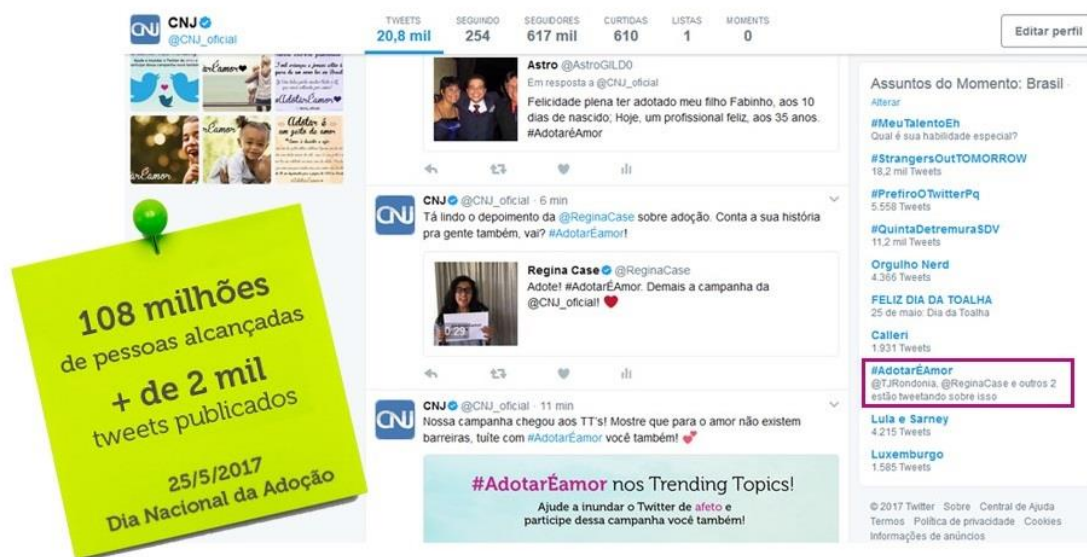 CNJ
CNJ
@CNJ_oficial
TWEETS
20,8 mil
SEGUINDO
254
SEGUIDORES
617 mil
CURTIDAS
610
LISTAS
1
MOMENTS
0
Editar perfil
Adotar é
um gesto de amor
Astro @AstroGILD0
Em resposta a @CNJ_oficial
Felicidade plena ter adotado meu filho Fabinho, aos 10
dias de nascido; Hoje, um profissional feliz, aos 35 anos.
#AdotaréAmor
CNJ
CNJ @CNJ_oficial · 6 min
Tá lindo o depoimento da @ReginaCase sobre adoção. Conta a sua história
pra gente também, vai? #AdotarÉamor!
Regina Case @ReginaCase
Adote! #AdotarÉAmor. Demais a campanha da
@CNJ_oficial!
0:29
CNJ
CNJ @CNJ_oficial · 11 min
Nossa campanha chegou aos TT's! Mostre que para o amor não existem
barreiras, tuíte com #AdotarÉamor você também!
#AdotarÉamor nos Trending Topics!
Ajude a inundar o Twitter de afeto e
participe dessa campanha você também!
108 milhões
de pessoas alcançadas
+ de 2 mil
tweets publicados
25/5/2017
Dia Nacional da Adoção
Assuntos do Momento: Brasil ·
Alterar
#MeuTalentoEh
Qual é sua habilidade especial?
#StrangersOutTOMORROW
18,2 mil Tweets
#PrefiroOTwitterPq
5.558 Tweets
#QuintaDetremuraSDV
11,2 mil Tweets
Orgulho Nerd
4.366 Tweets
FELIZ DIA DA TOALHA
25 de maio: Dia da Toalha
Calleri
1.931 Tweets
#AdotarÉAmor
@TJRondonia, @ReginaCase e outros 2
estão tweetando sobre isso
Lula e Sarney
4.215 Tweets
Luxemburgo
1.585 Tweets
© 2017 Twitter Sobre Central de Ajuda
Termos Política de privacidade Cookies
Informações de anúncios